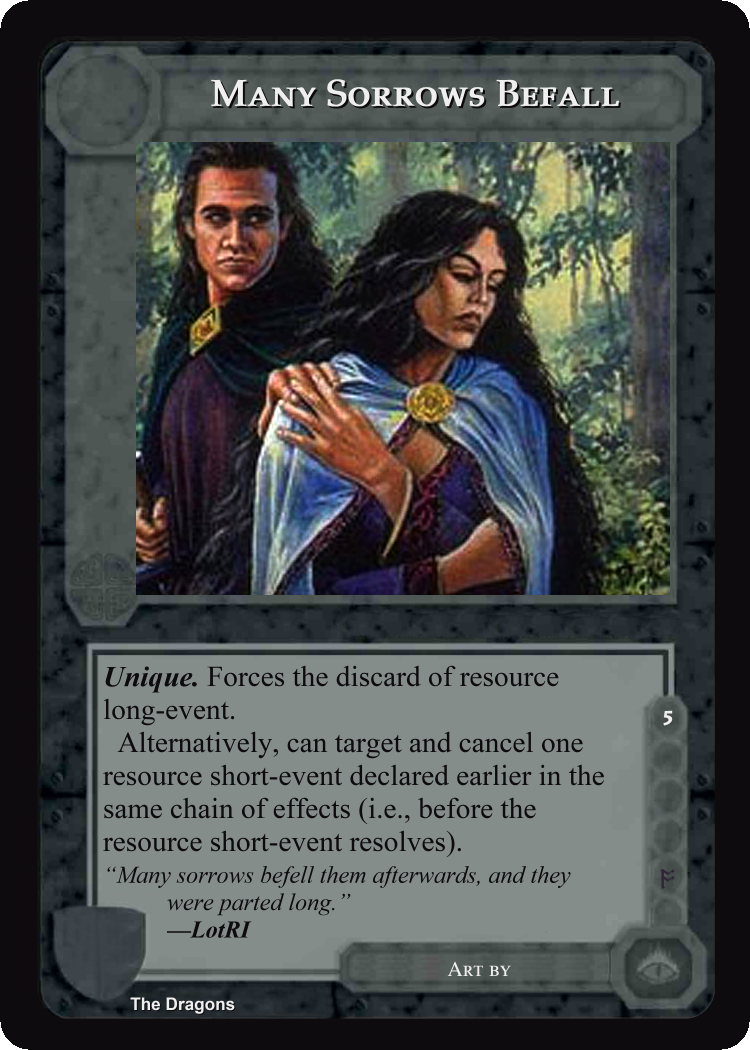 Many Sorrows Befall
Unique. Forces the discard of resource
long-event.
Alternatively, can target and cancel one
resource short-event declared earlier in the
same chain of effects (i.e., before the
resource short-event resolves).
5
“Many sorrows befell them afterwards, and they
were parted long.”
—LotRI
Art by
The Dragons